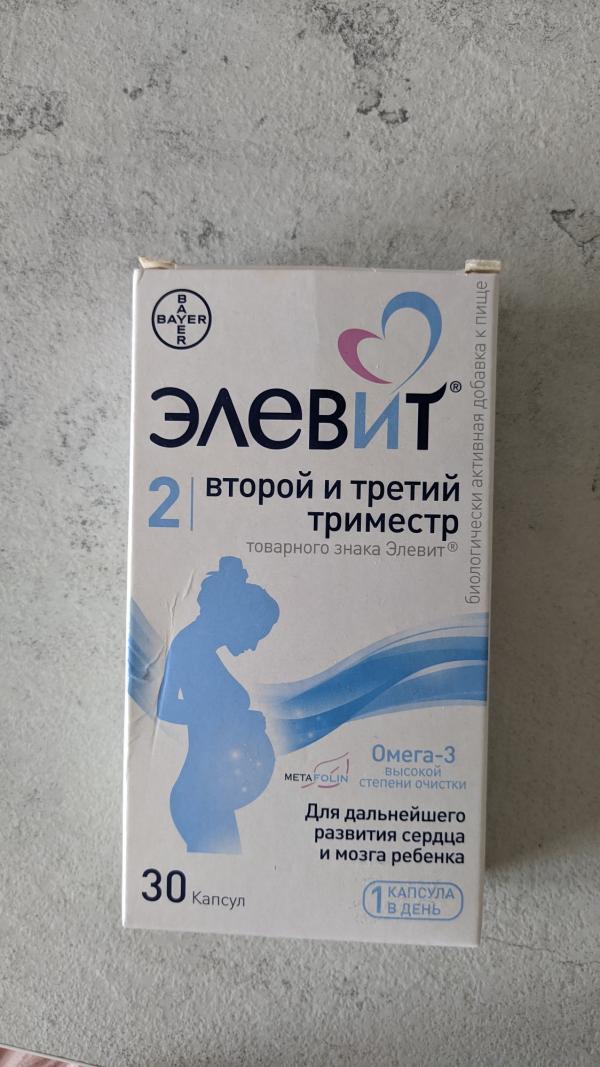 BAYER
BAYER
ЭЛЕВИТ®
2 | второй и третий
триместр
товарного знака Элевит®
биологически активная добавка к пище
METAFOLIN
Омега-3
высокой
степени очистки
Для дальнейшего
развития сердца
и мозга ребенка
30 Капсул
1 КАПСУЛА
В ДЕНЬ